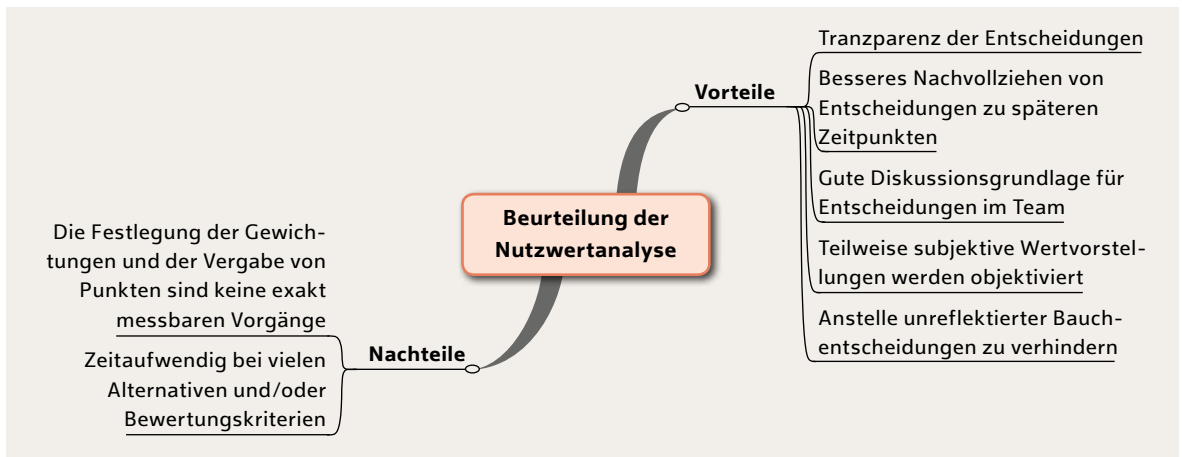 Tranzparenz der Entscheidungen
Vorteile
Besseres Nachvollziehen von
Entscheidungen zu späteren
Zeitpunkten
Gute Diskussionsgrundlage für
Entscheidungen im Team
Teilweise subjektive Wertvorstel-
lungen werden objektiviert
Anstelle unreflektierter Bauch-
entscheidungen zu verhindern
Beurteilung der
Nutzwertanalyse
Die Festlegung der Gewich-
tungen und der Vergabe von
Punkten sind keine exakt
messbaren Vorgänge
Nachteile
Zeitaufwendig bei vielen
Alternativen und/oder
Bewertungskriterien